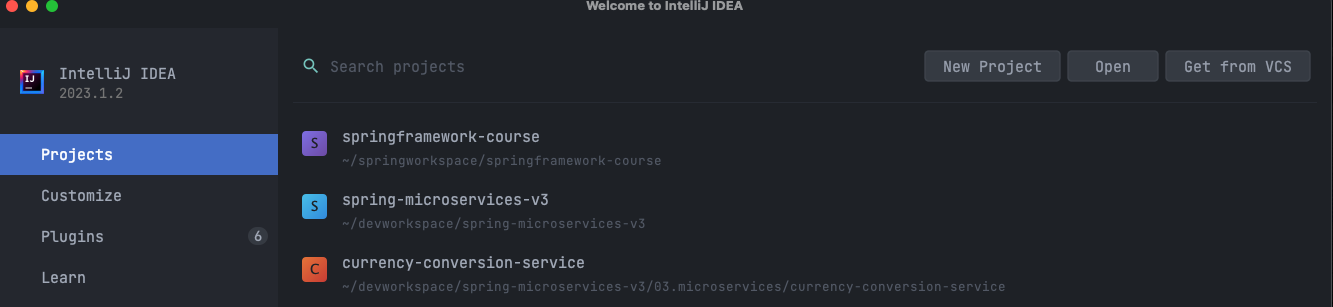 Welcome to IntelliJ IDEA
IJ
IntelliJ IDEA
2023.1.2
Projects
Customize
Plugins
6
Learn
Search projects
New Project
Open
Get from VCS
S
springframework-course
~/springworkspace/springframework-course
S
spring-microservices-v3
~/devworkspace/spring-microservices-v3
C
currency-conversion-service
~/devworkspace/spring-microservices-v3/03.microservices/currency-conversion-service